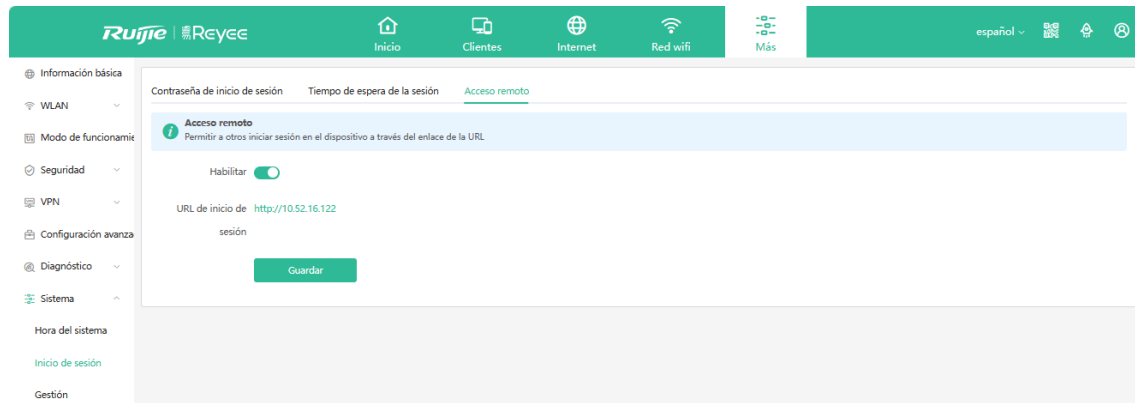 Ruijie Reyee
Inicio
Clientes
Internet
Red wifi
Más
español
Información básica
WLAN
Modo de funcionamie
Seguridad
VPN
Configuración avanza
Diagnóstico
Sistema
Hora del sistema
Inicio de sesión
Gestión
Contraseña de inicio de sesión
Tiempo de espera de la sesión
Acceso remoto
Acceso remoto
Permitir a otros iniciar sesión en el dispositivo a través del enlace de la URL
Habilitar
URL de inicio de http://10.52.16.122
sesión
Guardar